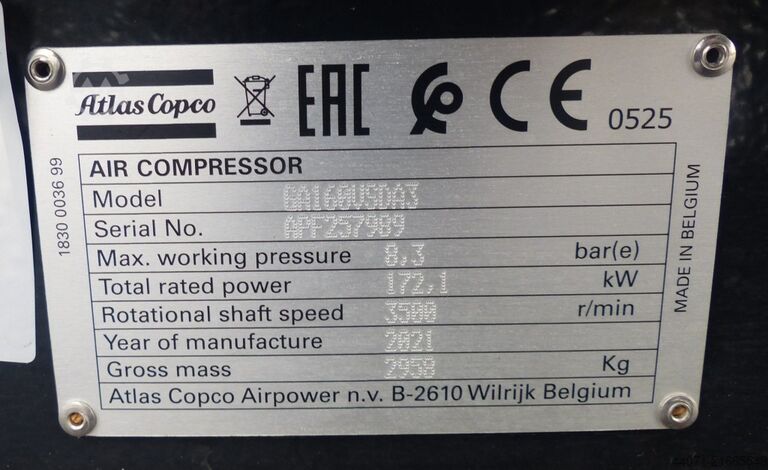 Atlas Copco
EAC
CE 0525
1830 0036 99
AIR COMPRESSOR
Model GA160VSDA3
Serial No. APF257989
Max. working pressure 8,3 bar(e)
Total rated power 172,1 kW
Rotational shaft speed 3500 r/min
Year of manufacture 2021
Gross mass 2958 Kg
Atlas Copco Airpower n.v. B-2610 Wilrijk Belgium
MADE IN BELGIUM